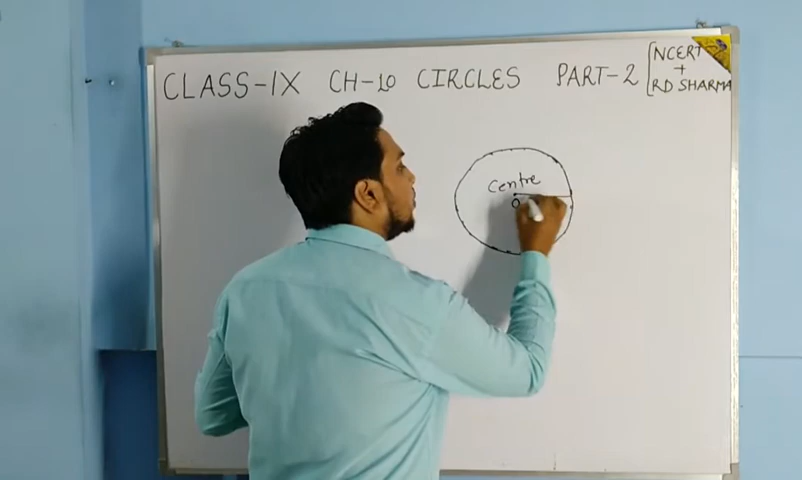 CLASS-IX CH-10 CIRCLES PART-2 [NCERT
+
RD SHARMA
Centre
O